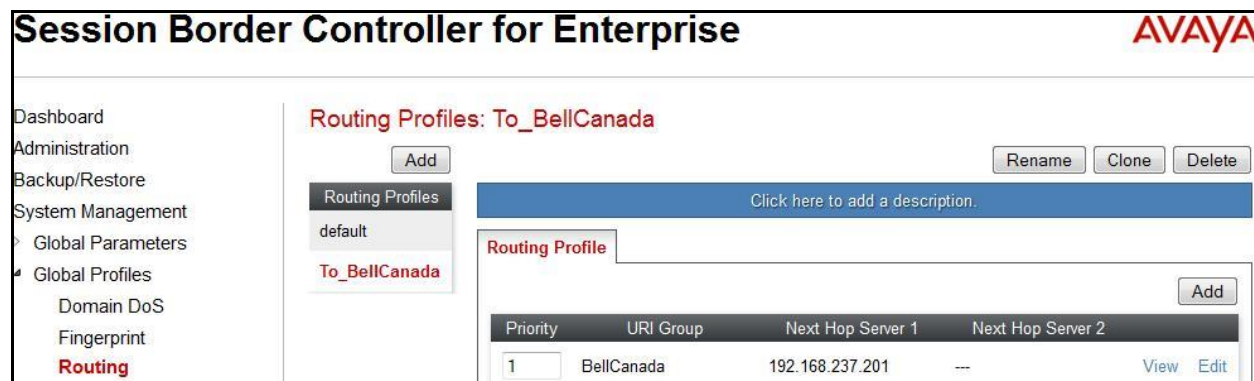 Session Border Controller for Enterprise
AVAYA
Dashboard
Administration
Backup/Restore
System Management
Global Parameters
Global Profiles
Domain DoS
Fingerprint
Routing
Routing Profiles: To_BellCanada
Add
Rename Clone Delete
Routing Profiles
default
To_BellCanada
Click here to add a description.
Routing Profile
Add
Priority URI Group Next Hop Server 1 Next Hop Server 2
1 BellCanada 192.168.237.201 --- View Edit